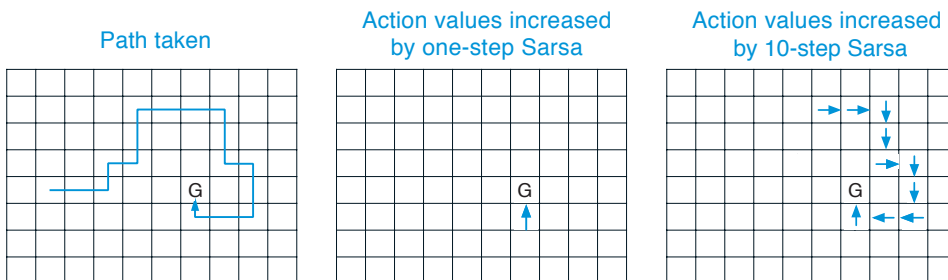 Path taken
Action values increased
by one-step Sarsa
Action values increased
by 10-step Sarsa
G
G
G